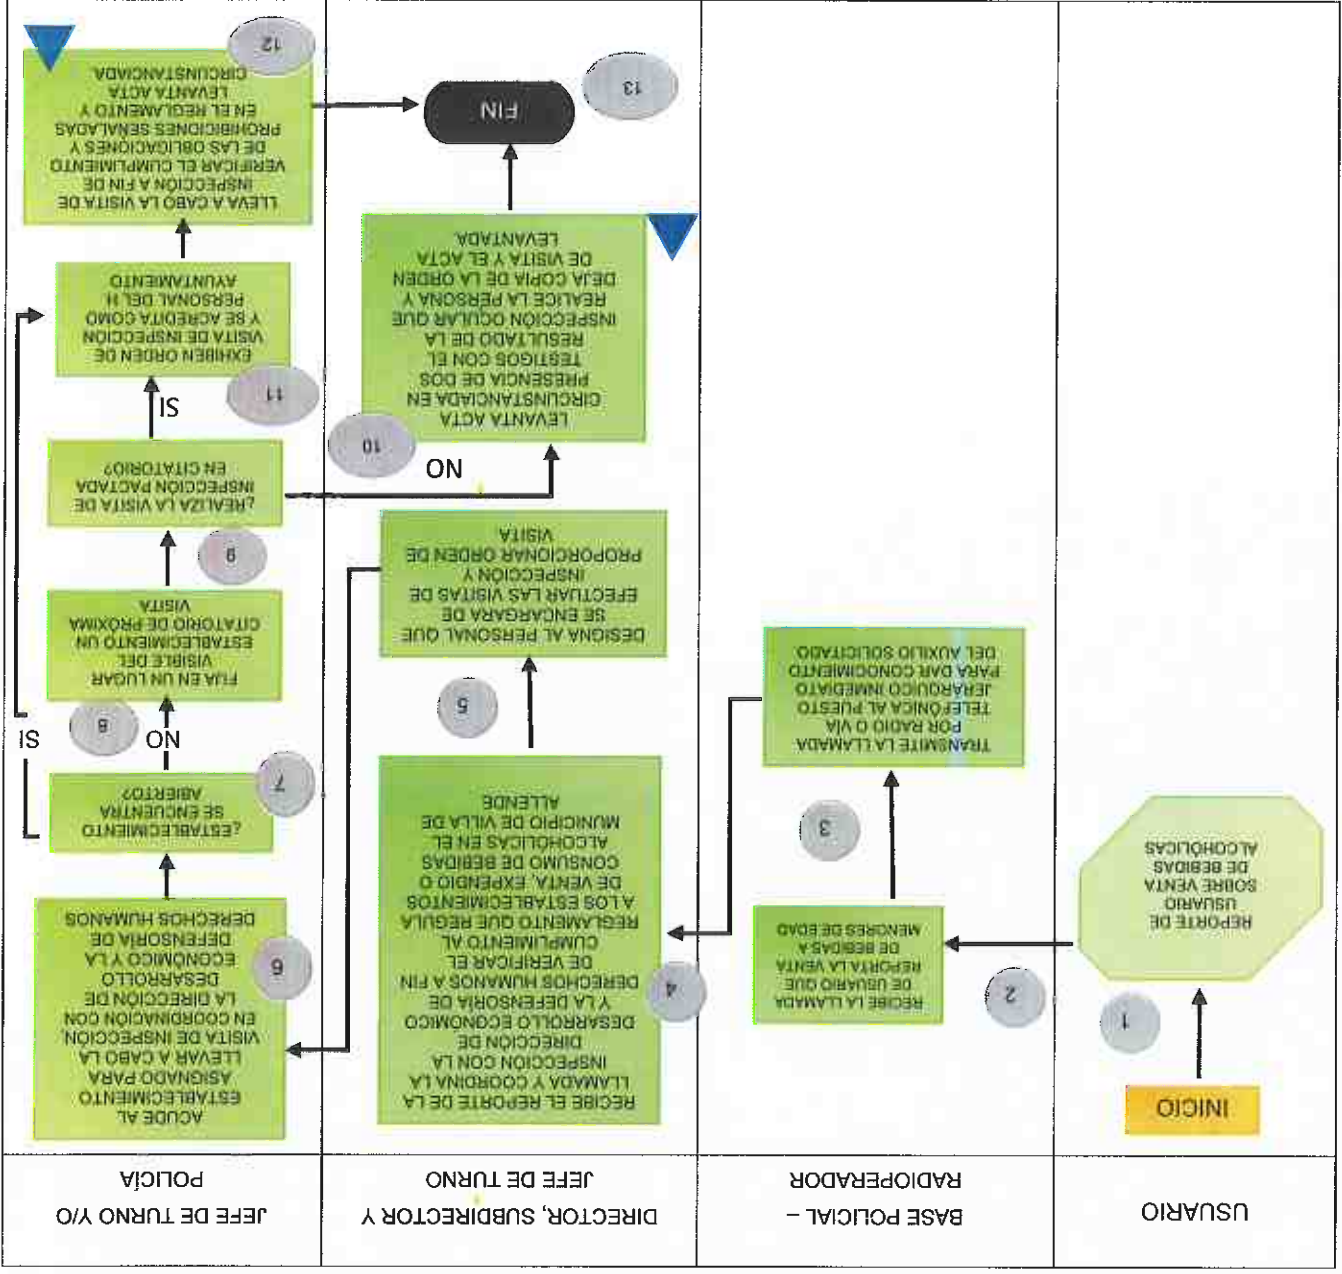 USUARIO
BASE POLICIAL –
RADIOPERADOR
DIRECTOR, SUBDIRECTOR Y
JEFE DE TURNO
JEFE DE TURNO Y/O
POLICÍA
INICIO
1
REPORTE DE
USUARIO
SOBRE VENTA
DE BEBIDAS
ALCOHÓLICAS
2
RECIBE LA LLAMADA
DE USUARIO QUE
REPORTA LA VENTA
DE BEBIDAS A
MENORES DE EDAD
3
TRANSMITE LA LLAMADA
POR RADIO O VÍA
TELEFÓNICA AL PUESTO
JERÁRQUICO INMEDIATO
PARA DAR CONOCIMIENTO
DEL AUXILIO SOLICITADO
4
RECIBE EL REPORTE DE LA
LLAMADA Y COORDINA LA
INSPECCIÓN CON LA
DIRECCIÓN DE
DESARROLLO ECONÓMICO
Y LA DEFENSORÍA DE
DERECHOS HUMANOS A FIN
DE VERIFICAR EL
CUMPLIMIENTO AL
REGLAMENTO QUE REGULA
A LOS ESTABLECIMIENTOS
DE VENTA, EXPENDIO O
CONSUMO DE BEBIDAS
ALCOHÓLICAS EN EL
MUNICIPIO DE VILLA DE
ALLENDE
5
DESIGNA AL PERSONAL QUE
SE ENCARGARA DE
EFECTUAR LAS VISITAS DE
INSPECCIÓN Y
PROPORCIONAR ORDEN DE
VISITA
6
ACUDE AL
ESTABLECIMIENTO
ASIGNADO PARA
LLEVAR A CABO LA
VISITA DE INSPECCIÓN
EN COORDINACIÓN CON
LA DIRECCIÓN DE
DESARROLLO
ECONÓMICO Y LA
DEFENSORÍA DE
DERECHOS HUMANOS
7
¿ESTABLECIMIENTO
SE ENCUENTRA
ABIERTO?
SI
NO
8
FIJA EN UN LUGAR
VISIBLE DEL
ESTABLECIMIENTO UN
CITATORIO DE PRÓXIMA
VISITA
9
¿REALIZA LA VISITA DE
INSPECCIÓN PACTADA
EN CITATORIO?
NO
SI
10
LEVANTA ACTA
CIRCUNSTANCIADA EN
PRESENCIA DE DOS
TESTIGOS CON EL
RESULTADO DE LA
INSPECCIÓN OCULAR QUE
REALICE LA PERSONA Y
DEJA COPIA DE LA ORDEN
DE VISITA Y EL ACTA
LEVANTADA
11
EXHIBEN ORDEN DE
VISITA DE INSPECCIÓN
Y SE ACREDITA COMO
PERSONAL DEL H
AYUNTAMIENTO
LLEVA A CABO LA VISITA DE
INSPECCIÓN A FIN DE
VERIFICAR EL CUMPLIMIENTO
DE LAS OBLIGACIONES Y
PROHIBICIONES SEÑALADAS
EN EL REGLAMENTO Y
LEVANTA ACTA
CIRCUNSTANCIADA
12
FIN
13